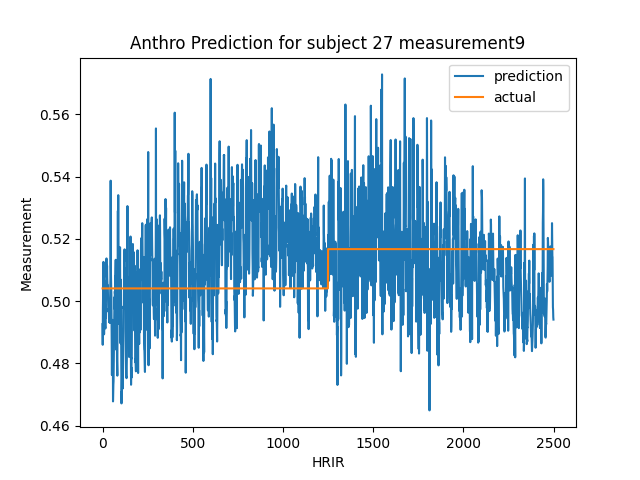 Anthro Prediction for subject 27 measurement9
prediction
actual
Measurement
0.56
0.54
0.52
0.50
0.48
0.46
0
500
1000
1500
2000
2500
HRIR